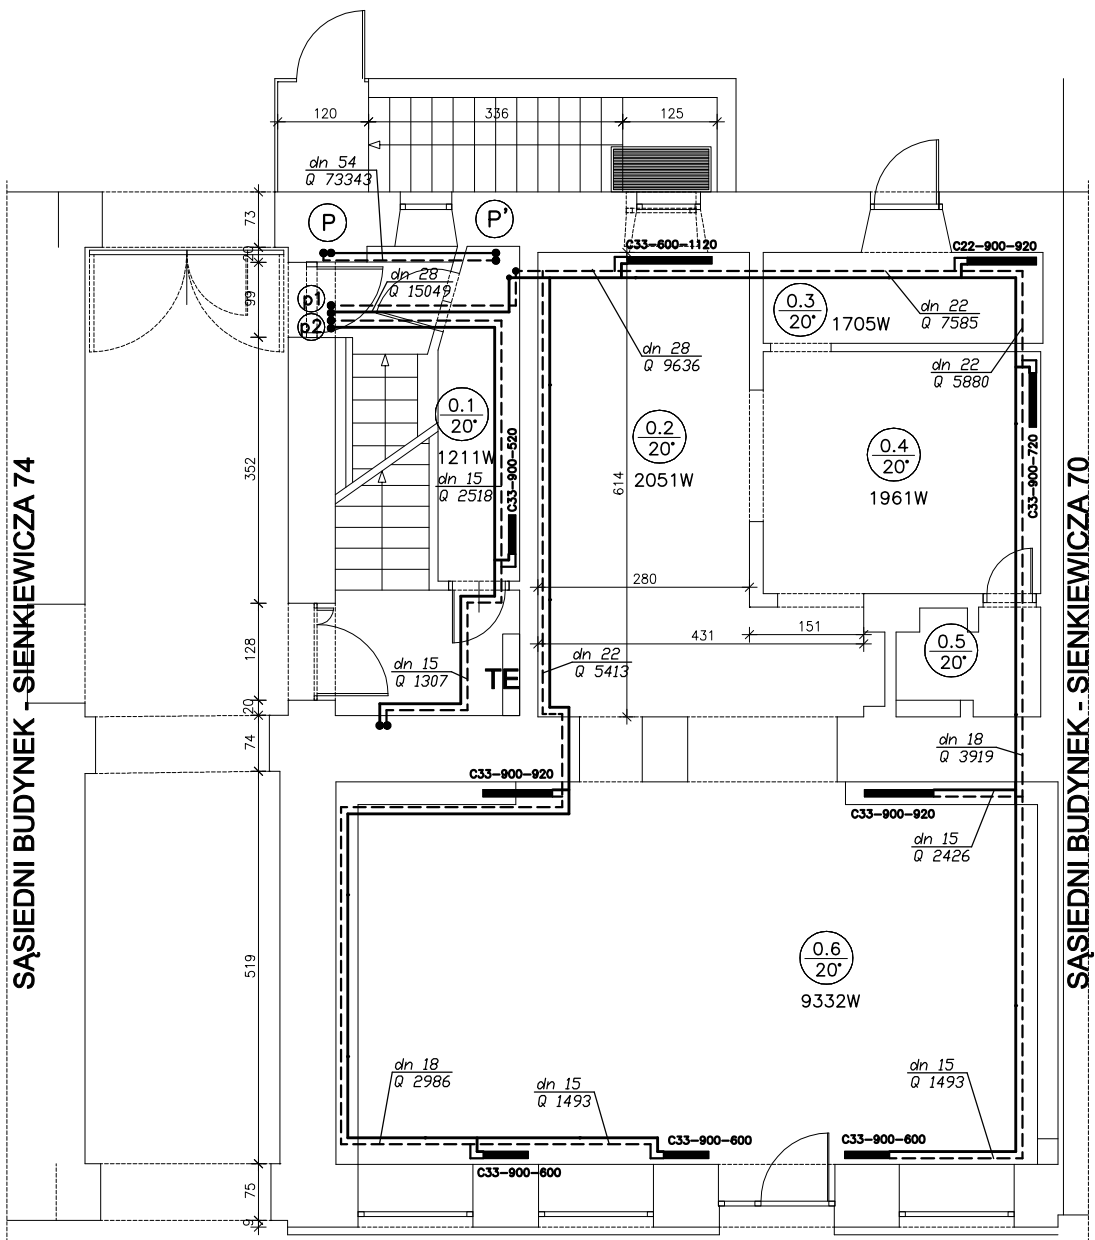 120
336
125
dn 54
Q 73343
73
P
P'
C33-600-1120
C22-900-920
20
dn 28
Q 15049
99
p1
p2
0.3
20°
1705W
dn 22
Q 7585
dn 28
Q 9636
dn 22
Q 5880
0.1
20°
1211W
0.2
20°
2051W
0.4
20°
1961W
C33-900-520
C33-900-720
352
614
dn 15
Q 2518
SĄSIEDNI BUDYNEK - SIENKIEWICZA 74
SĄSIEDNI BUDYNEK - SIENKIEWICZA 70
280
151
431
128
0.5
20°
dn 15
Q 1307
TE
dn 22
Q 5413
20
74
dn 18
Q 3919
C33-900-920
C33-900-920
dn 15
Q 2426
519
0.6
20°
9332W
dn 18
Q 2986
dn 15
Q 1493
dn 15
Q 1493
C33-900-600
C33-900-600
C33-900-600
75
9